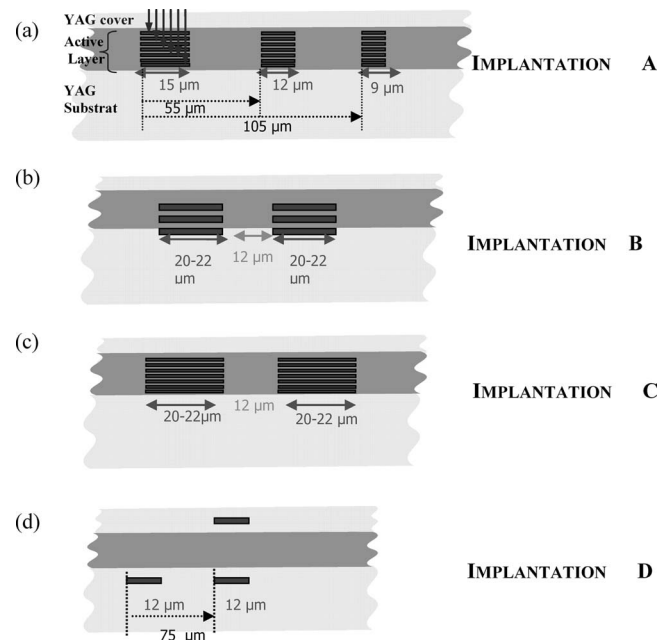 (a)
YAG cover
Active
Layer
YAG
Substrat
15 µm
12 µm
9 µm
55 µm
105 µm
IMPLANTATION A
(b)
20-22
µm
12 µm
20-22
µm
IMPLANTATION B
(c)
20-22µm
12 µm
20-22 µm
IMPLANTATION C
(d)
12 µm
12 µm
75 µm
IMPLANTATION D